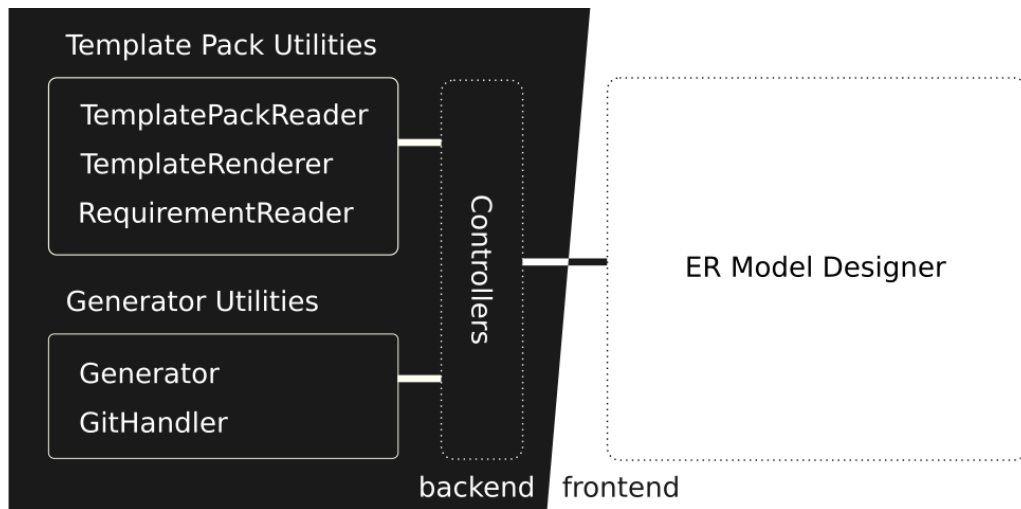 Template Pack Utilities
TemplatePackReader
TemplateRenderer
RequirementReader
Generator Utilities
Generator
GitHandler
Controllers
ER Model Designer
backend
frontend